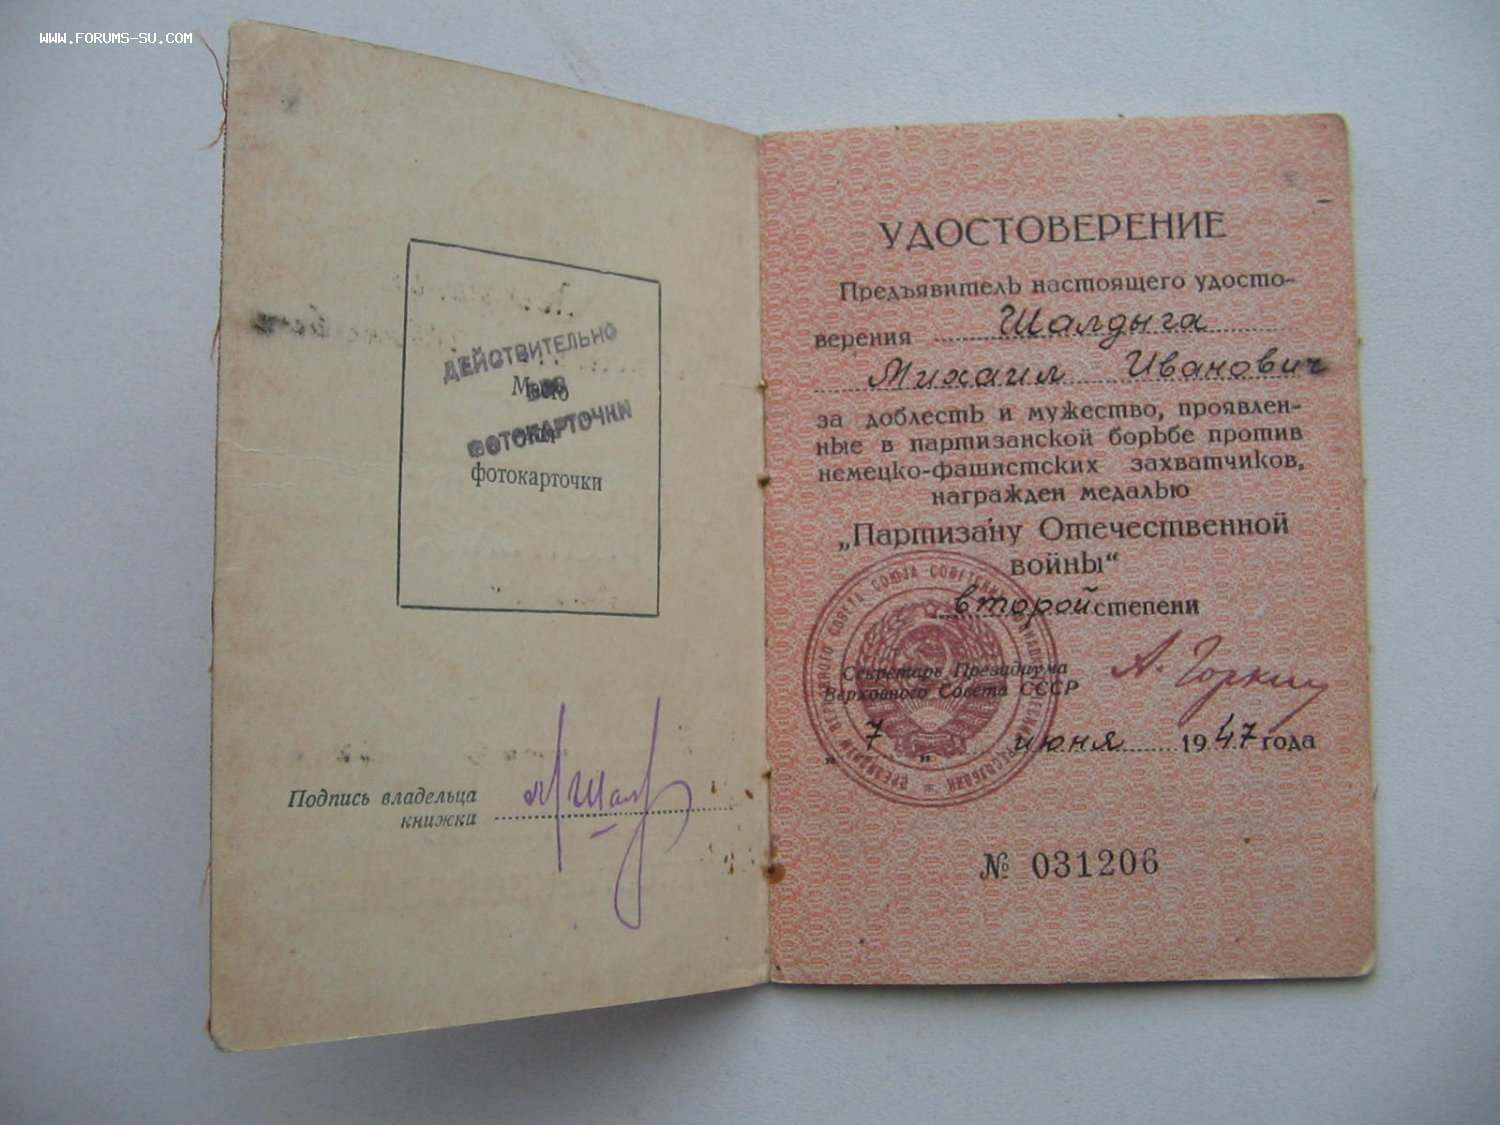 www.FORUMS-SU.COM
ДЕЙСТВИТЕЛЬНО
Место
БЕЗ
для
ФОТОКАРТОЧКИ
фотокарточки
Подпись владельца
книжки
УДОСТОВЕРЕНИЕ
Предъявитель настоящего удосто-
верения Шалдыга
Михаил Иванович
за доблесть и мужество, проявлен-
ные в партизанской борьбе против
немецко-фашистских захватчиков,
награжден медалью
„Партизану Отечественной
войны“
второй степени
Секретарь Президиума
Верховного Совета СССР
А. Горкин
„7„ июня 1947 года
№ 031206